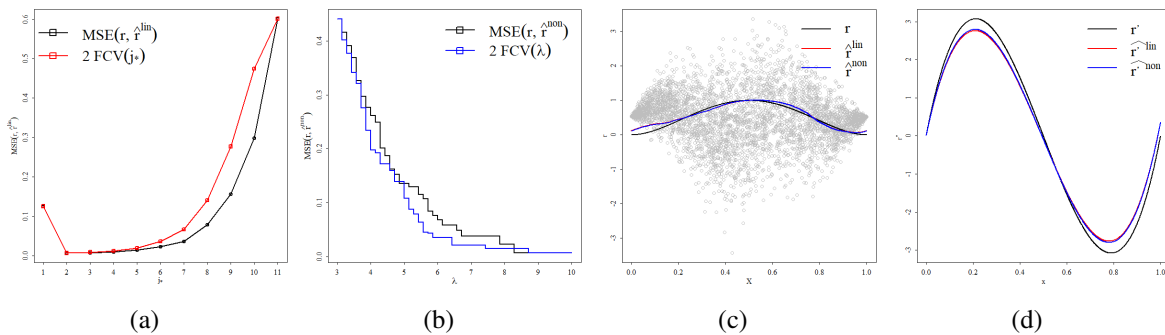 MSE(r, r̂^lin)
2 FCV(j*)
MSE(r, r̂^lin)
0.0 0.1 0.2 0.3 0.4 0.5 0.6
1 2 3 4 5 6 7 8 9 10 11
j*
(a)
MSE(r, r̂^non)
2 FCV(λ)
MSE(r, r̂^non)
0.0 0.1 0.2 0.3 0.4
3 4 5 6 7 8 9 10
λ
(b)
r
r̂^lin
r̂^non
r
-3 -2 -1 0 1 2 3
0.0 0.2 0.4 0.6 0.8 1.0
X
(c)
r'
r'^lin
r'^non
r'
-3 -2 -1 0 1 2 3
0.0 0.2 0.4 0.6 0.8 1.0
x
(d)